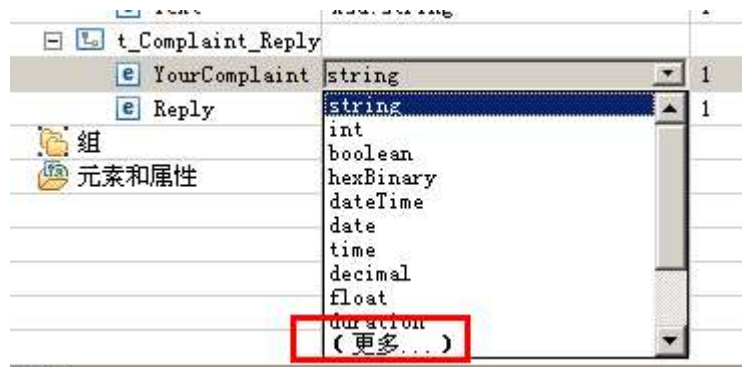 t_Complaint_Reply
YourComplaint string 1
Reply 1
string
int
boolean
hexBinary
dateTime
date
time
decimal
float
duration
(更多...)
组
元素和属性